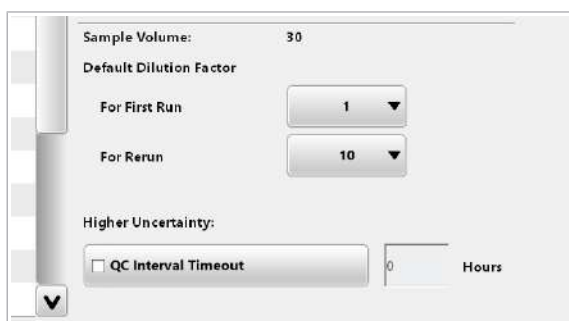 Sample Volume: 30
Default Dilution Factor
For First Run 1
For Rerun 10
Higher Uncertainty:
QC Interval Timeout 0 Hours